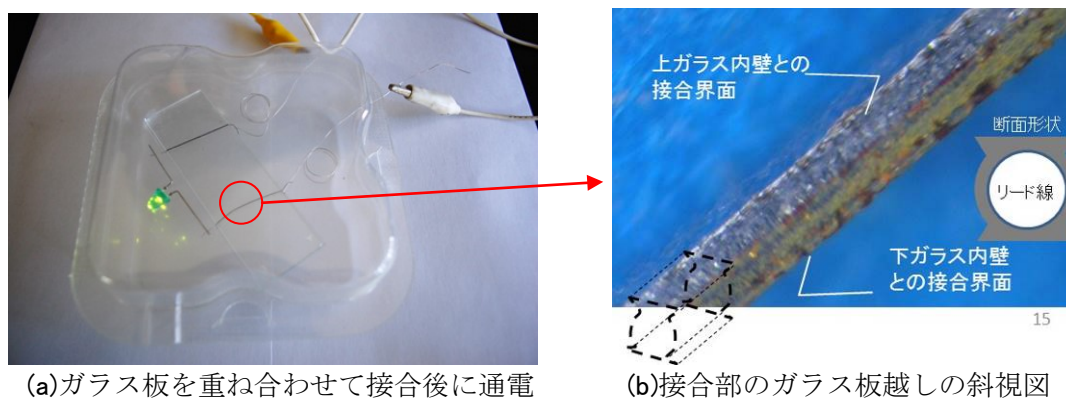 上ガラス内壁との
接合界面
断面形状
リード線
下ガラス内壁
との接合界面
15
(a)ガラス板を重ね合わせて接合後に通電
(b)接合部のガラス板越しの斜視図